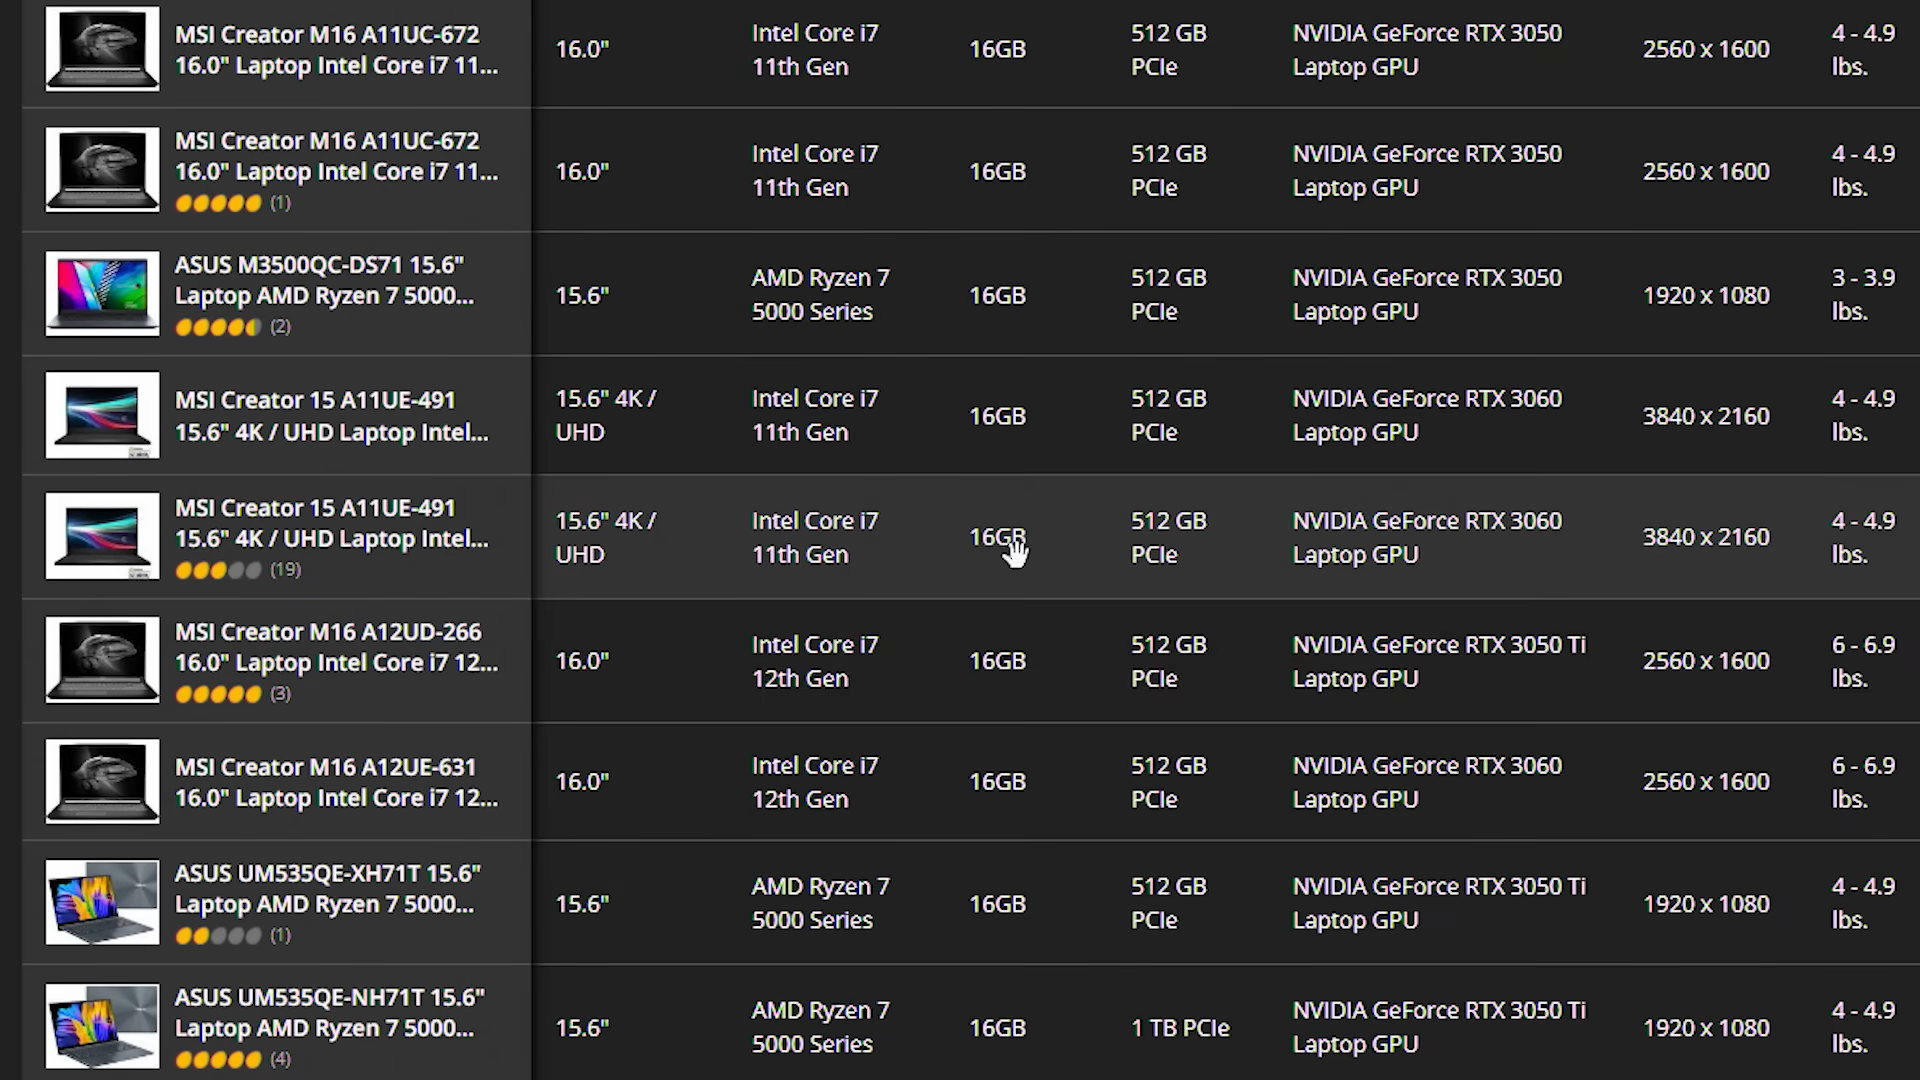 MSI Creator M16 A11UC-672
16.0" Laptop Intel Core i7 11...
16.0"
Intel Core i7
11th Gen
16GB
512 GB
PCIe
NVIDIA GeForce RTX 3050
Laptop GPU
2560 x 1600
4 - 4.9
lbs.
MSI Creator M16 A11UC-672
16.0" Laptop Intel Core i7 11...
(1)
16.0"
Intel Core i7
11th Gen
16GB
512 GB
PCIe
NVIDIA GeForce RTX 3050
Laptop GPU
2560 x 1600
4 - 4.9
lbs.
ASUS M3500QC-DS71 15.6"
Laptop AMD Ryzen 7 5000...
(2)
15.6"
AMD Ryzen 7
5000 Series
16GB
512 GB
PCIe
NVIDIA GeForce RTX 3050
Laptop GPU
1920 x 1080
3 - 3.9
lbs.
MSI Creator 15 A11UE-491
15.6" 4K / UHD Laptop Intel...
15.6" 4K /
UHD
Intel Core i7
11th Gen
16GB
512 GB
PCIe
NVIDIA GeForce RTX 3060
Laptop GPU
3840 x 2160
4 - 4.9
lbs.
MSI Creator 15 A11UE-491
15.6" 4K / UHD Laptop Intel...
(19)
15.6" 4K /
UHD
Intel Core i7
11th Gen
16GB
512 GB
PCIe
NVIDIA GeForce RTX 3060
Laptop GPU
3840 x 2160
4 - 4.9
lbs.
MSI Creator M16 A12UD-266
16.0" Laptop Intel Core i7 12...
(3)
16.0"
Intel Core i7
12th Gen
16GB
512 GB
PCIe
NVIDIA GeForce RTX 3050 Ti
Laptop GPU
2560 x 1600
6 - 6.9
lbs.
MSI Creator M16 A12UE-631
16.0" Laptop Intel Core i7 12...
16.0"
Intel Core i7
12th Gen
16GB
512 GB
PCIe
NVIDIA GeForce RTX 3060
Laptop GPU
2560 x 1600
6 - 6.9
lbs.
ASUS UM535QE-XH71T 15.6"
Laptop AMD Ryzen 7 5000...
(1)
15.6"
AMD Ryzen 7
5000 Series
16GB
512 GB
PCIe
NVIDIA GeForce RTX 3050 Ti
Laptop GPU
1920 x 1080
4 - 4.9
lbs.
ASUS UM535QE-NH71T 15.6"
Laptop AMD Ryzen 7 5000...
(4)
15.6"
AMD Ryzen 7
5000 Series
16GB
1 TB PCIe
NVIDIA GeForce RTX 3050 Ti
Laptop GPU
1920 x 1080
4 - 4.9
lbs.